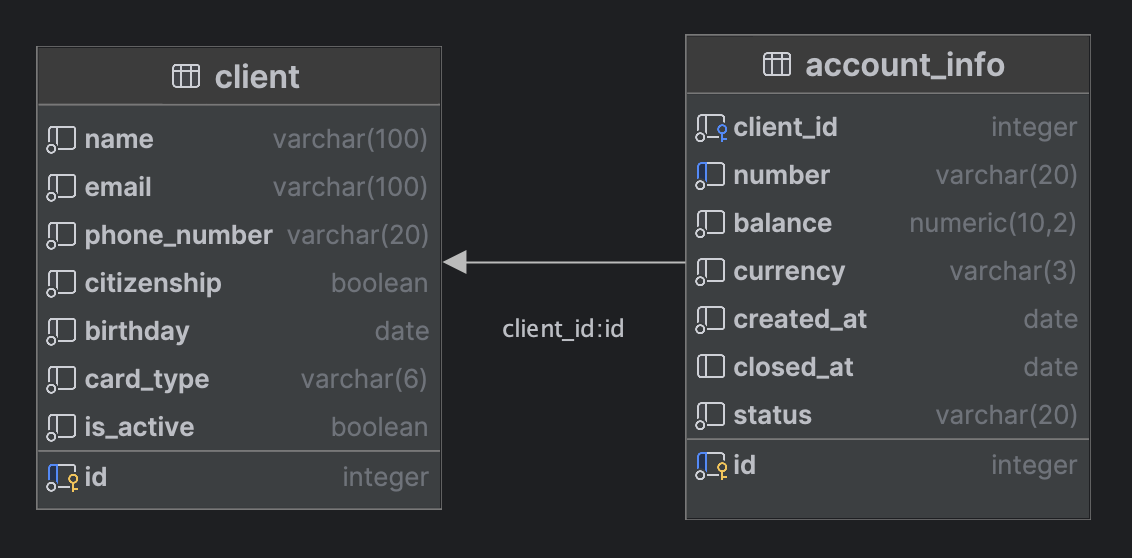 client
name varchar(100)
email varchar(100)
phone_number varchar(20)
citizenship boolean
birthday date
card_type varchar(6)
is_active boolean
id integer
client_id:id
account_info
client_id integer
number varchar(20)
balance numeric(10,2)
currency varchar(3)
created_at date
closed_at date
status varchar(20)
id integer